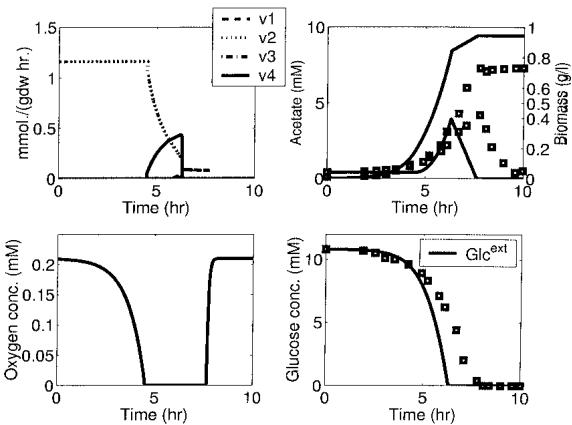 v1
v2
v3
v4
mmol./(gdw hr.)
1.5
1
0.5
0
0
5
10
Time (hr)
Acetate (mM)
10
5
0
0
5
10
Time (hr)
1
0.8
0.6
0.4
0.2
0
Biomass (g/l)
Oxygen conc. (mM)
0.2
0.15
0.1
0.05
0
0
5
10
Time (hr)
Glc^ext
Glucose conc. (mM)
10
5
0
0
5
10
Time (hr)